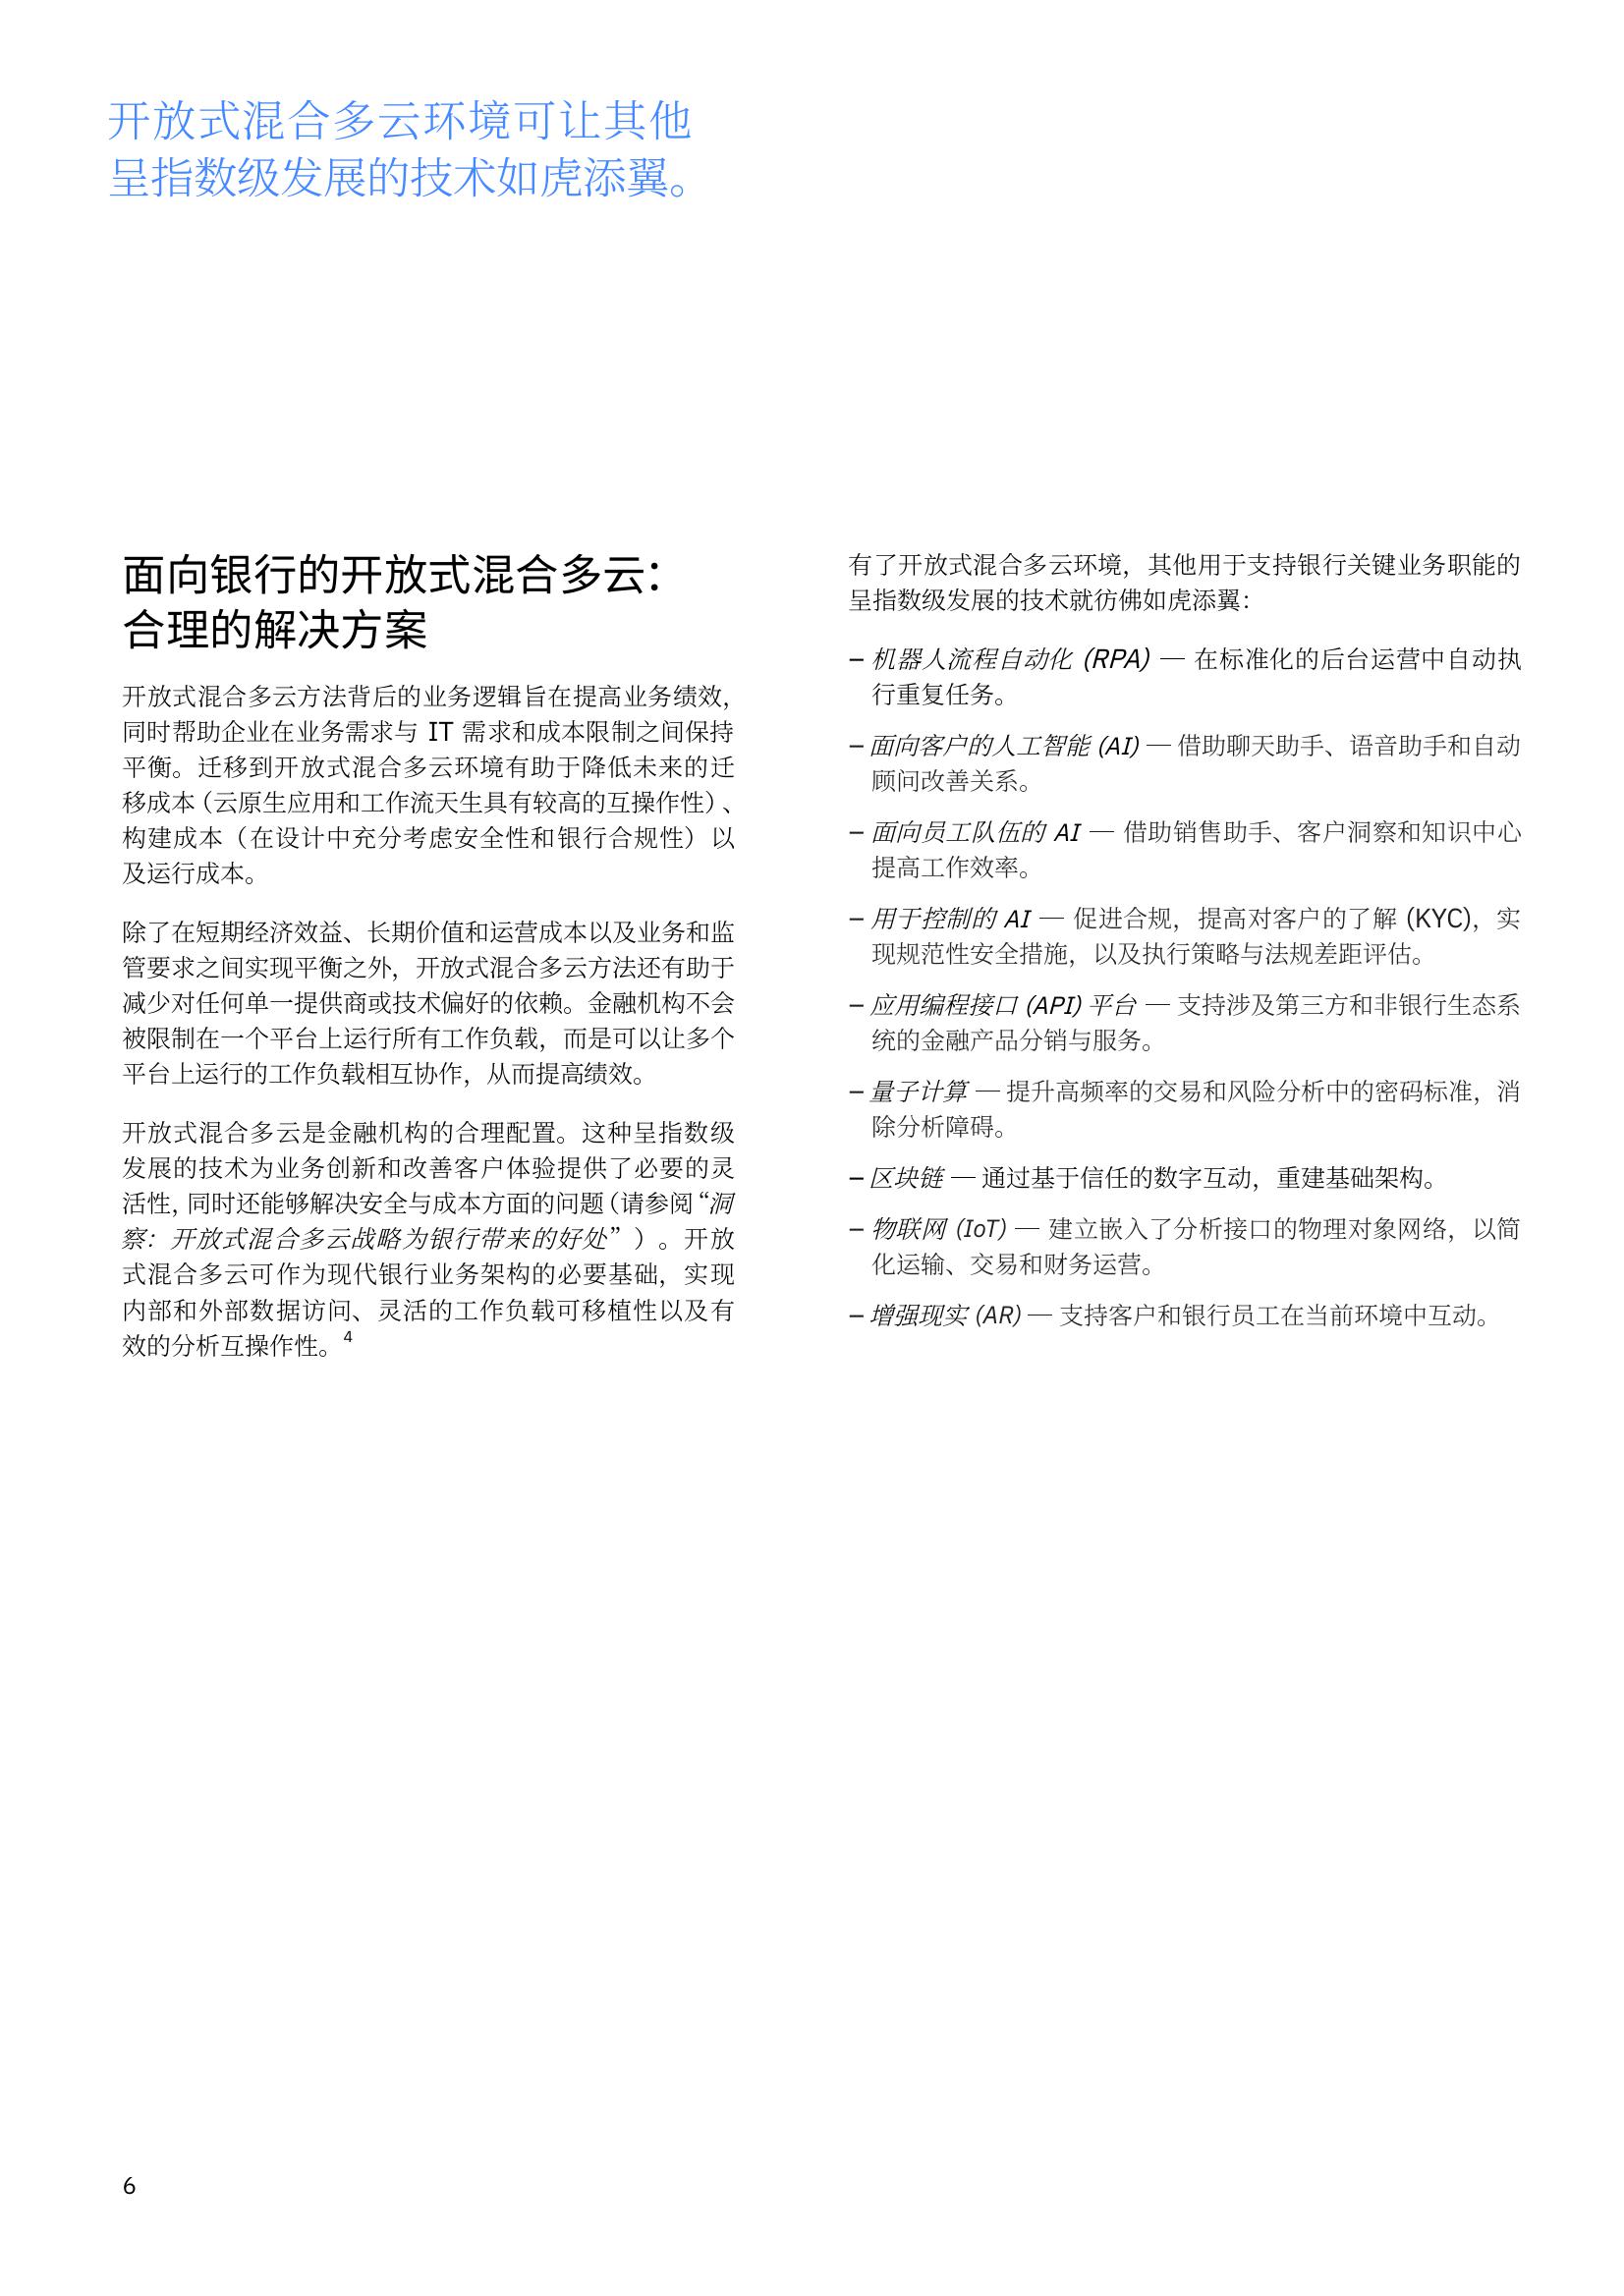 开放式混合多云环境可让其他
呈指数级发展的技术如虎添翼。
面向银行的开放式混合多云：
合理的解决方案
开放式混合多云方法背后的业务逻辑旨在提高业务绩效，
同时帮助企业在业务需求与 IT 需求和成本限制之间保持
平衡。迁移到开放式混合多云环境有助于降低未来的迁
移成本（云原生应用和工作流天生具有较高的互操作性）、
构建成本（在设计中充分考虑安全性和银行合规性）以
及运行成本。
除了在短期经济效益、长期价值和运营成本以及业务和监
管要求之间实现平衡之外，开放式混合多云方法还有助于
减少对任何单一提供商或技术偏好的依赖。金融机构不会
被限制在一个平台上运行所有工作负载，而是可以让多个
平台上运行的工作负载相互协作，从而提高绩效。
开放式混合多云是金融机构的合理配置。这种呈指数级
发展的技术为业务创新和改善客户体验提供了必要的灵
活性，同时还能够解决安全与成本方面的问题（请参阅“洞
察：开放式混合多云战略为银行带来的好处”）。开放
式混合多云可作为现代银行业务架构的必要基础，实现
内部和外部数据访问、灵活的工作负载可移植性以及有
效的分析互操作性。4
有了开放式混合多云环境，其他用于支持银行关键业务职能的
呈指数级发展的技术就彷佛如虎添翼：
– 机器人流程自动化 (RPA) — 在标准化的后台运营中自动执
行重复任务。
– 面向客户的人工智能 (AI) — 借助聊天助手、语音助手和自动
顾问改善关系。
– 面向员工队伍的 AI — 借助销售助手、客户洞察和知识中心
提高工作效率。
– 用于控制的 AI — 促进合规，提高对客户的了解 (KYC)，实
现规范性安全措施，以及执行策略与法规差距评估。
– 应用编程接口 (API) 平台 — 支持涉及第三方和非银行生态系
统的金融产品分销与服务。
– 量子计算 — 提升高频率的交易和风险分析中的密码标准，消
除分析障碍。
– 区块链 — 通过基于信任的数字互动，重建基础架构。
– 物联网 (IoT) — 建立嵌入了分析接口的物理对象网络，以简
化运输、交易和财务运营。
– 增强现实 (AR) — 支持客户和银行员工在当前环境中互动。
6